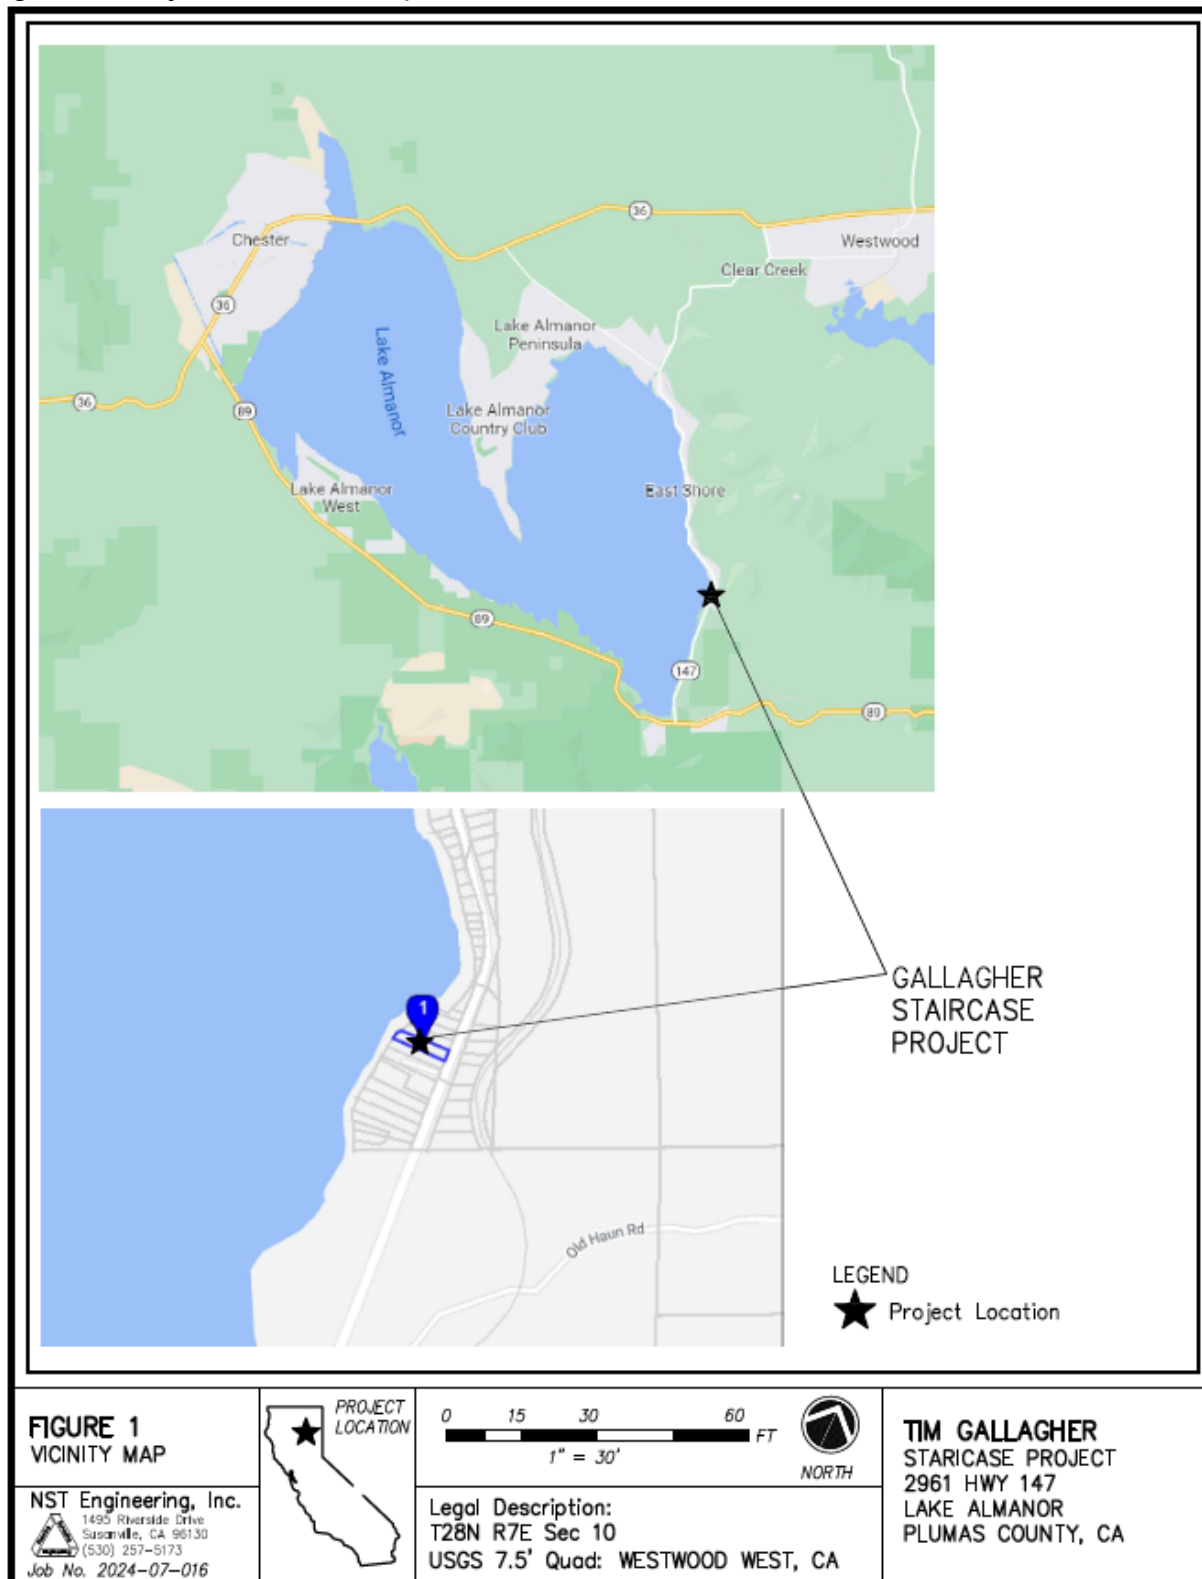 36
Chester
Westwood
Clear Creek
36
Lake Almanor
Peninsula
Lake Almanor
36
89
Lake Almanor
Country Club
Lake Almanor
West
East Shore
89
147
89
1
GALLAGHER
STAIRCASE
PROJECT
Old Haun Rd
LEGEND
Project Location
FIGURE 1
VICINITY MAP
NST Engineering, Inc.
1495 Riverside Drive
Susanville, CA 96130
(530) 257-5173
Job No. 2024-07-016
PROJECT
LOCATION
0 15 30 60
FT
1" = 30'
NORTH
Legal Description:
T28N R7E Sec 10
USGS 7.5' Quad: WESTWOOD WEST, CA
TIM GALLAGHER
STARICASE PROJECT
2961 HWY 147
LAKE ALMANOR
PLUMAS COUNTY, CA